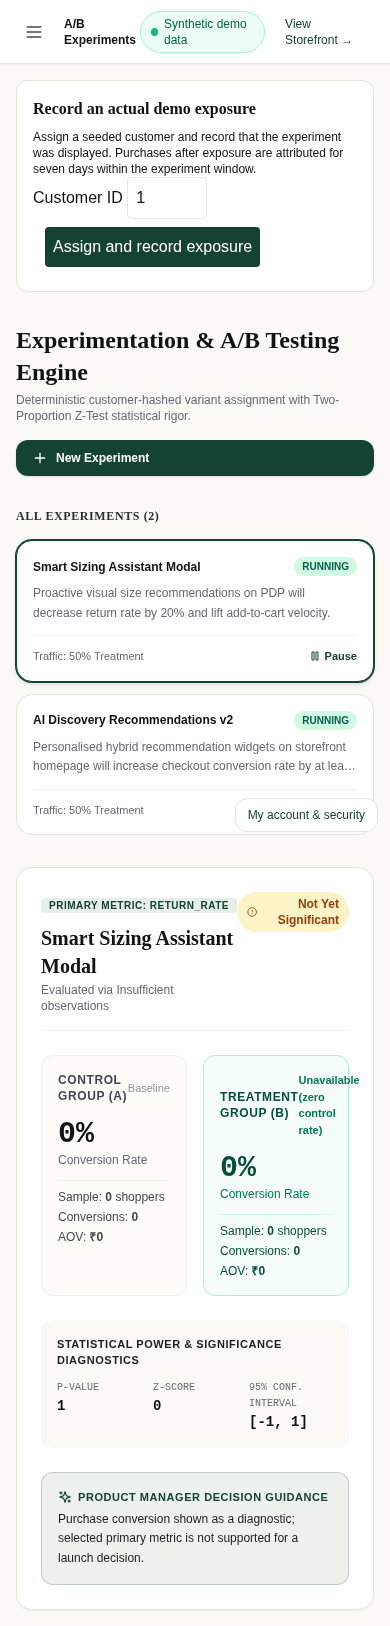 A/B
Experiments
Synthetic demo
data
View
Storefront →
Record an actual demo exposure
Assign a seeded customer and record that the experiment
was displayed. Purchases after exposure are attributed for
seven days within the experiment window.
Customer ID 1
Assign and record exposure
Experimentation & A/B Testing
Engine
Deterministic customer-hashed variant assignment with Two-
Proportion Z-Test statistical rigor.
New Experiment
ALL EXPERIMENTS (2)
Smart Sizing Assistant Modal RUNNING
Proactive visual size recommendations on PDP will
decrease return rate by 20% and lift add-to-cart velocity.
Traffic: 50% Treatment Pause
AI Discovery Recommendations v2 RUNNING
Personalised hybrid recommendation widgets on storefront
homepage will increase checkout conversion rate by at lea…
Traffic: 50% Treatment
My account & security
PRIMARY METRIC: RETURN_RATE
Not Yet
Significant
Smart Sizing Assistant
Modal
Evaluated via Insufficient
observations
CONTROL
GROUP (A)
Baseline
0%
Conversion Rate
Sample: 0 shoppers
Conversions: 0
AOV: ₹0
TREATMENT
GROUP (B)
Unavailable
(zero
control
rate)
0%
Conversion Rate
Sample: 0 shoppers
Conversions: 0
AOV: ₹0
STATISTICAL POWER & SIGNIFICANCE
DIAGNOSTICS
P-VALUE
1
Z-SCORE
0
95% CONF.
INTERVAL
[-1, 1]
PRODUCT MANAGER DECISION GUIDANCE
Purchase conversion shown as a diagnostic;
selected primary metric is not supported for a
launch decision.